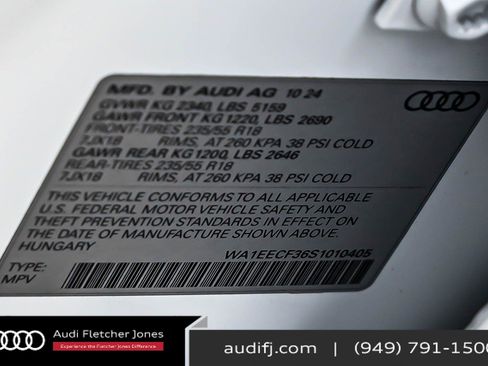 MFD. BY AUDI AG 10 24
GVWR KG 2340, LBS 5159
GAWR FRONT KG 1220, LBS 2690
FRONT-TIRES 235/55 R18
7JX18 RIMS, AT 260 KPA 38 PSI COLD
GAWR REAR KG 1200, LBS 2646
REAR-TIRES 235/55 R18
7JX18 RIMS, AT 260 KPA 38 PSI COLD
THIS VEHICLE CONFORMS TO ALL APPLICABLE
U.S. FEDERAL MOTOR VEHICLE SAFETY AND
THEFT PREVENTION STANDARDS IN EFFECT ON
THE DATE OF MANUFACTURE SHOWN ABOVE.
HUNGARY WA1EECF36S1010405
TYPE:
MPV
Audi Fletcher Jones
Experience the Fletcher Jones Difference.
audifj.com | (949) 791-1500